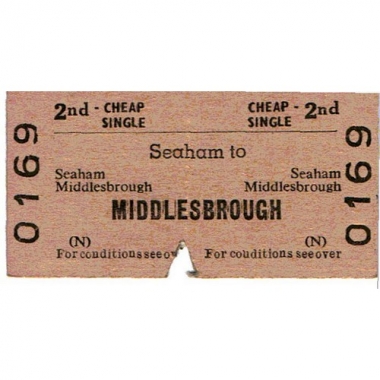 2nd - CHEAP SINGLE CHEAP - 2nd SINGLE
Seaham to
Seaham Seaham
Middlesbrough Middlesbrough
MIDDLESBROUGH
(N) (N)
For conditions see over For conditions see over
0169
0169